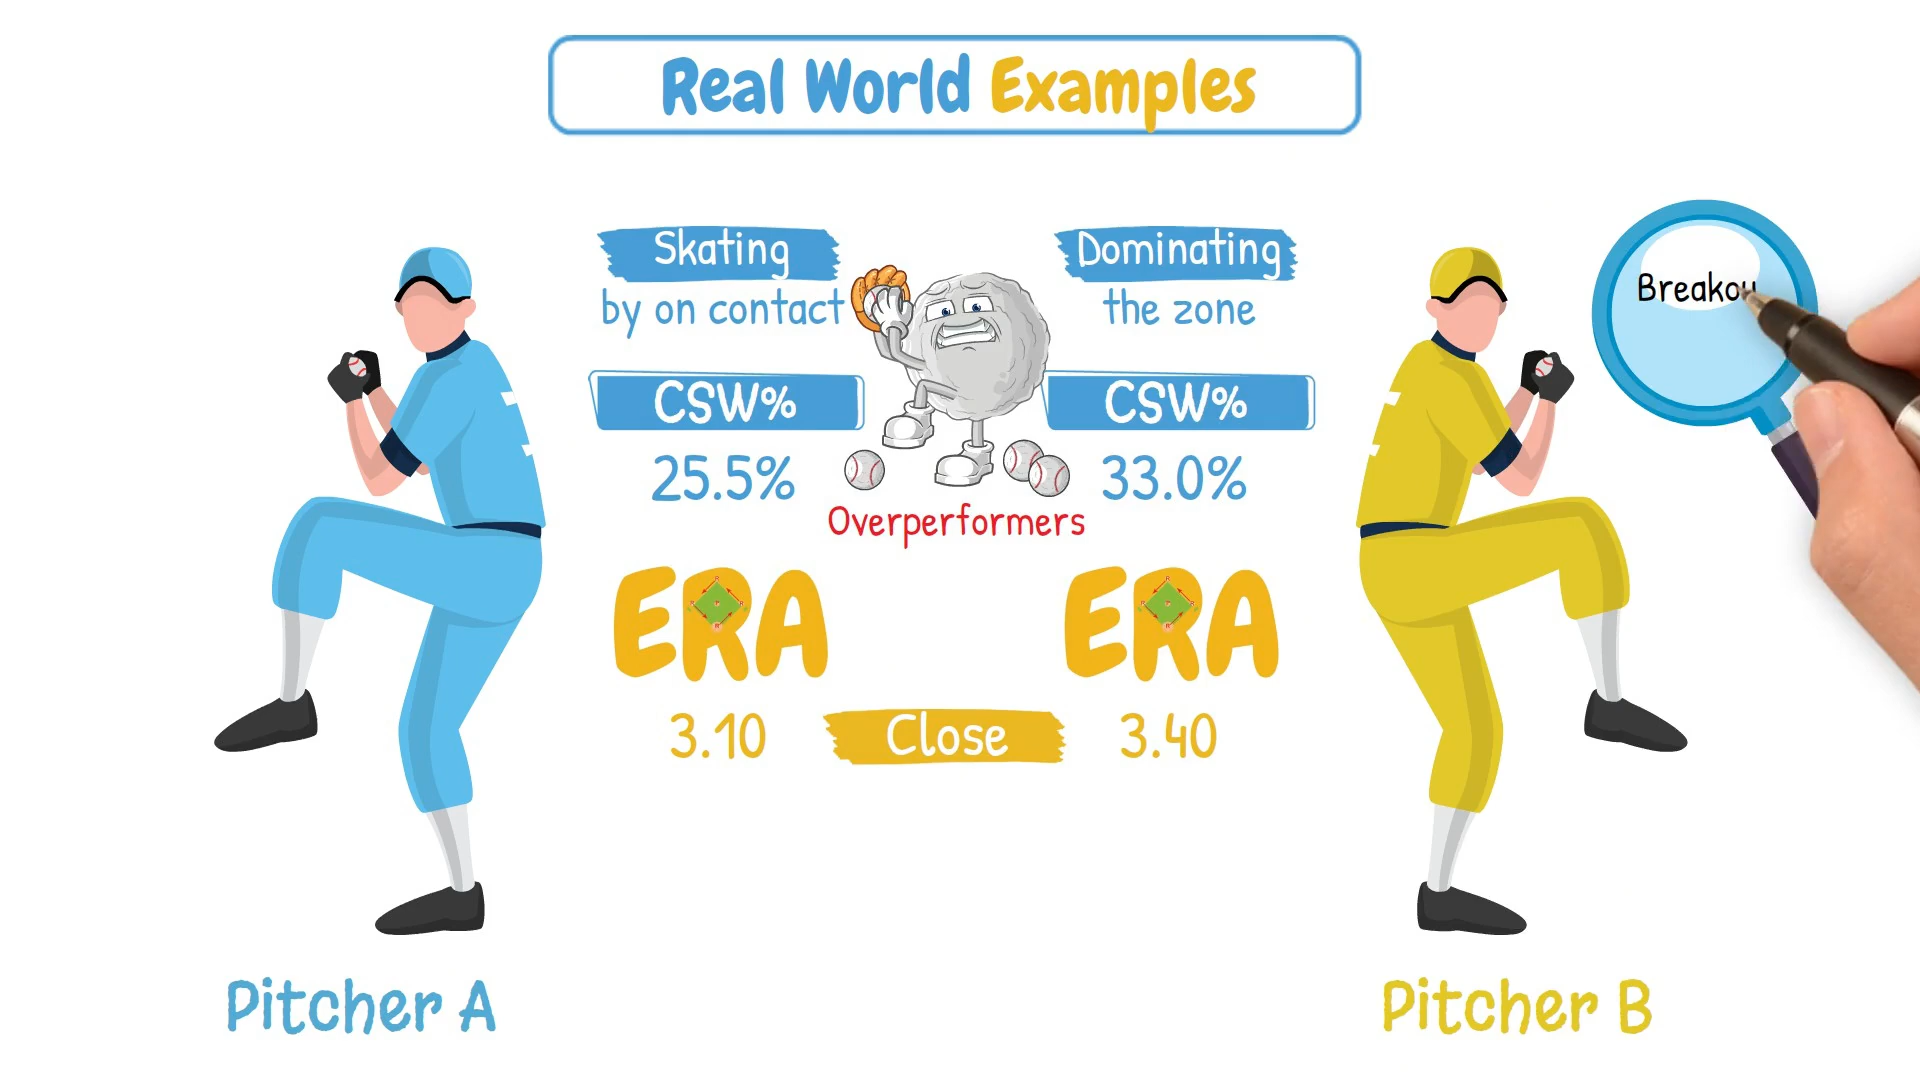 Real World Examples
Skating
by on contact
CSW%
25.5%
ERA
3.10
Overperformers
Close
Dominating
the zone
CSW%
33.0%
ERA
3.40
Breakou
Pitcher A
Pitcher B